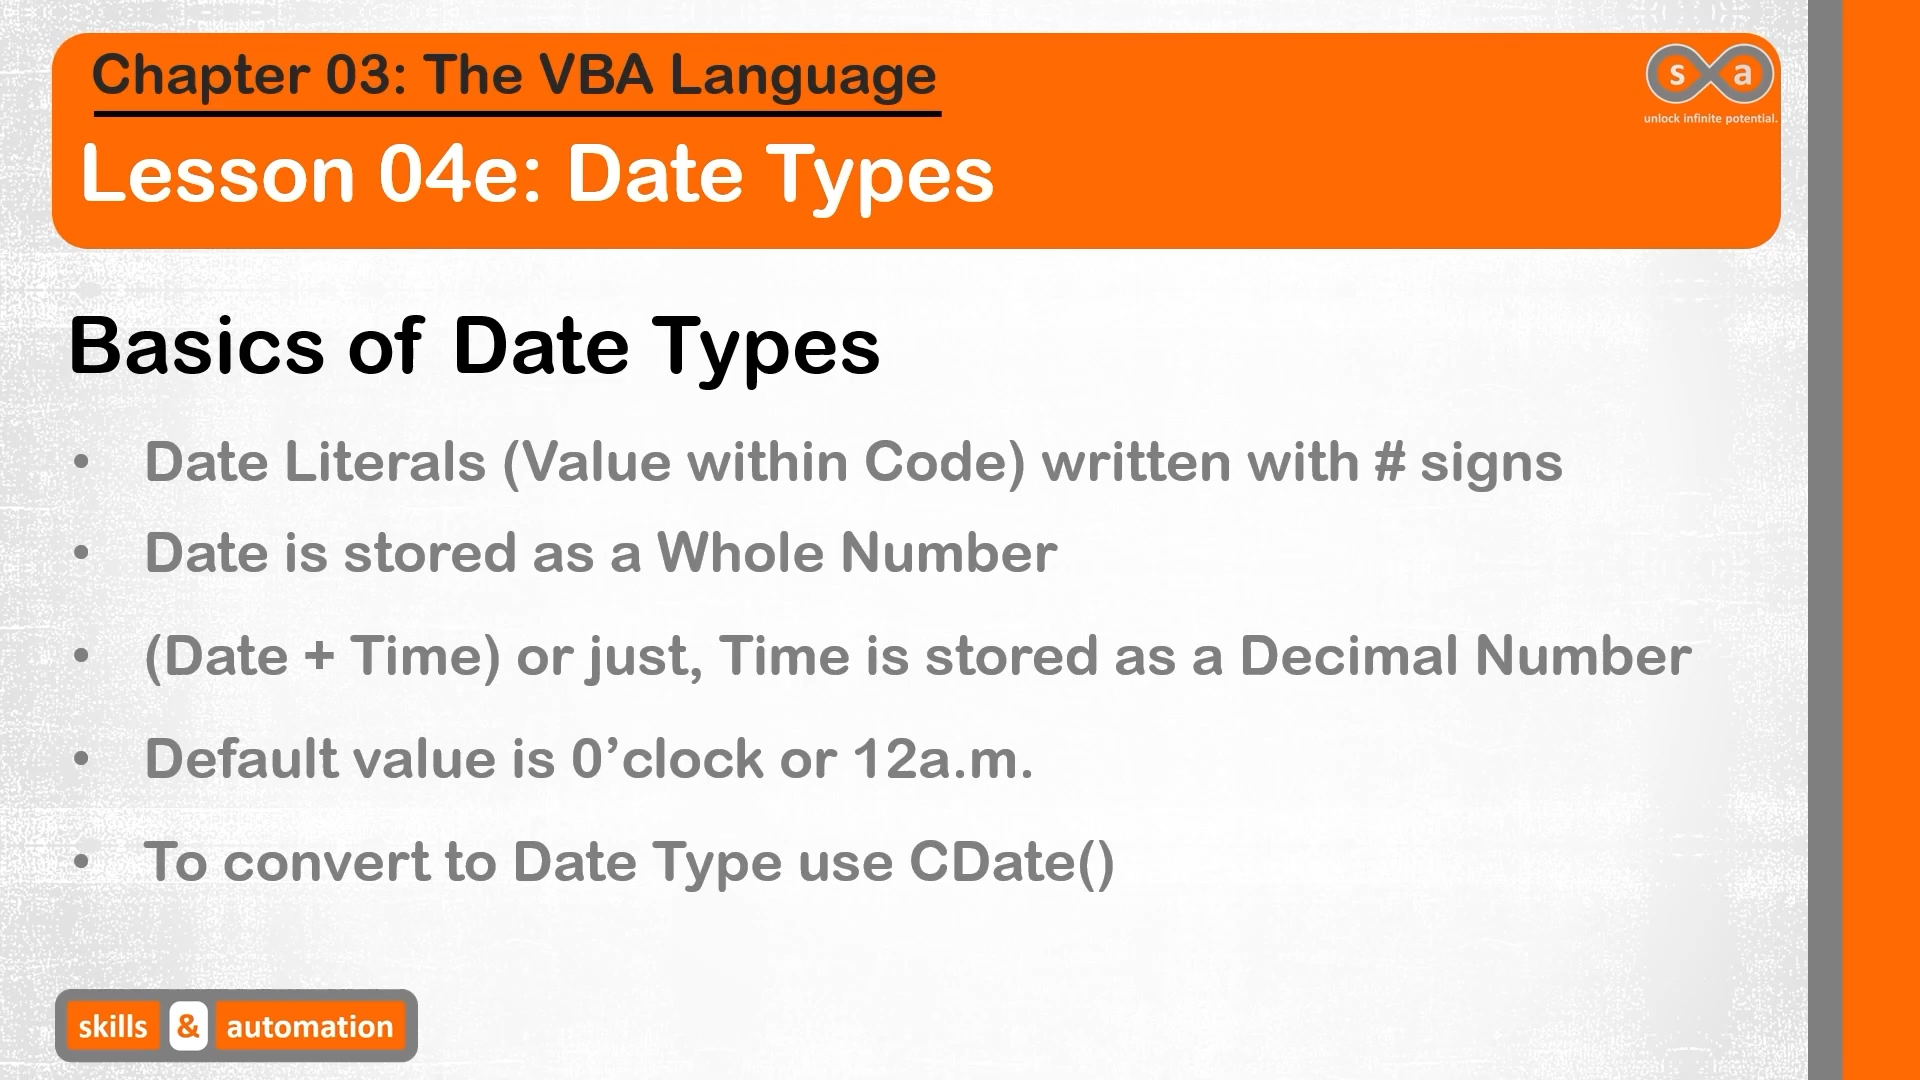 Chapter 03: The VBA Language
s a
unlock infinite potential.
Lesson 04e: Date Types
Basics of Date Types
• Date Literals (Value within Code) written with # signs
• Date is stored as a Whole Number
• (Date + Time) or just, Time is stored as a Decimal Number
• Default value is 0’clock or 12a.m.
• To convert to Date Type use CDate()
skills & automation